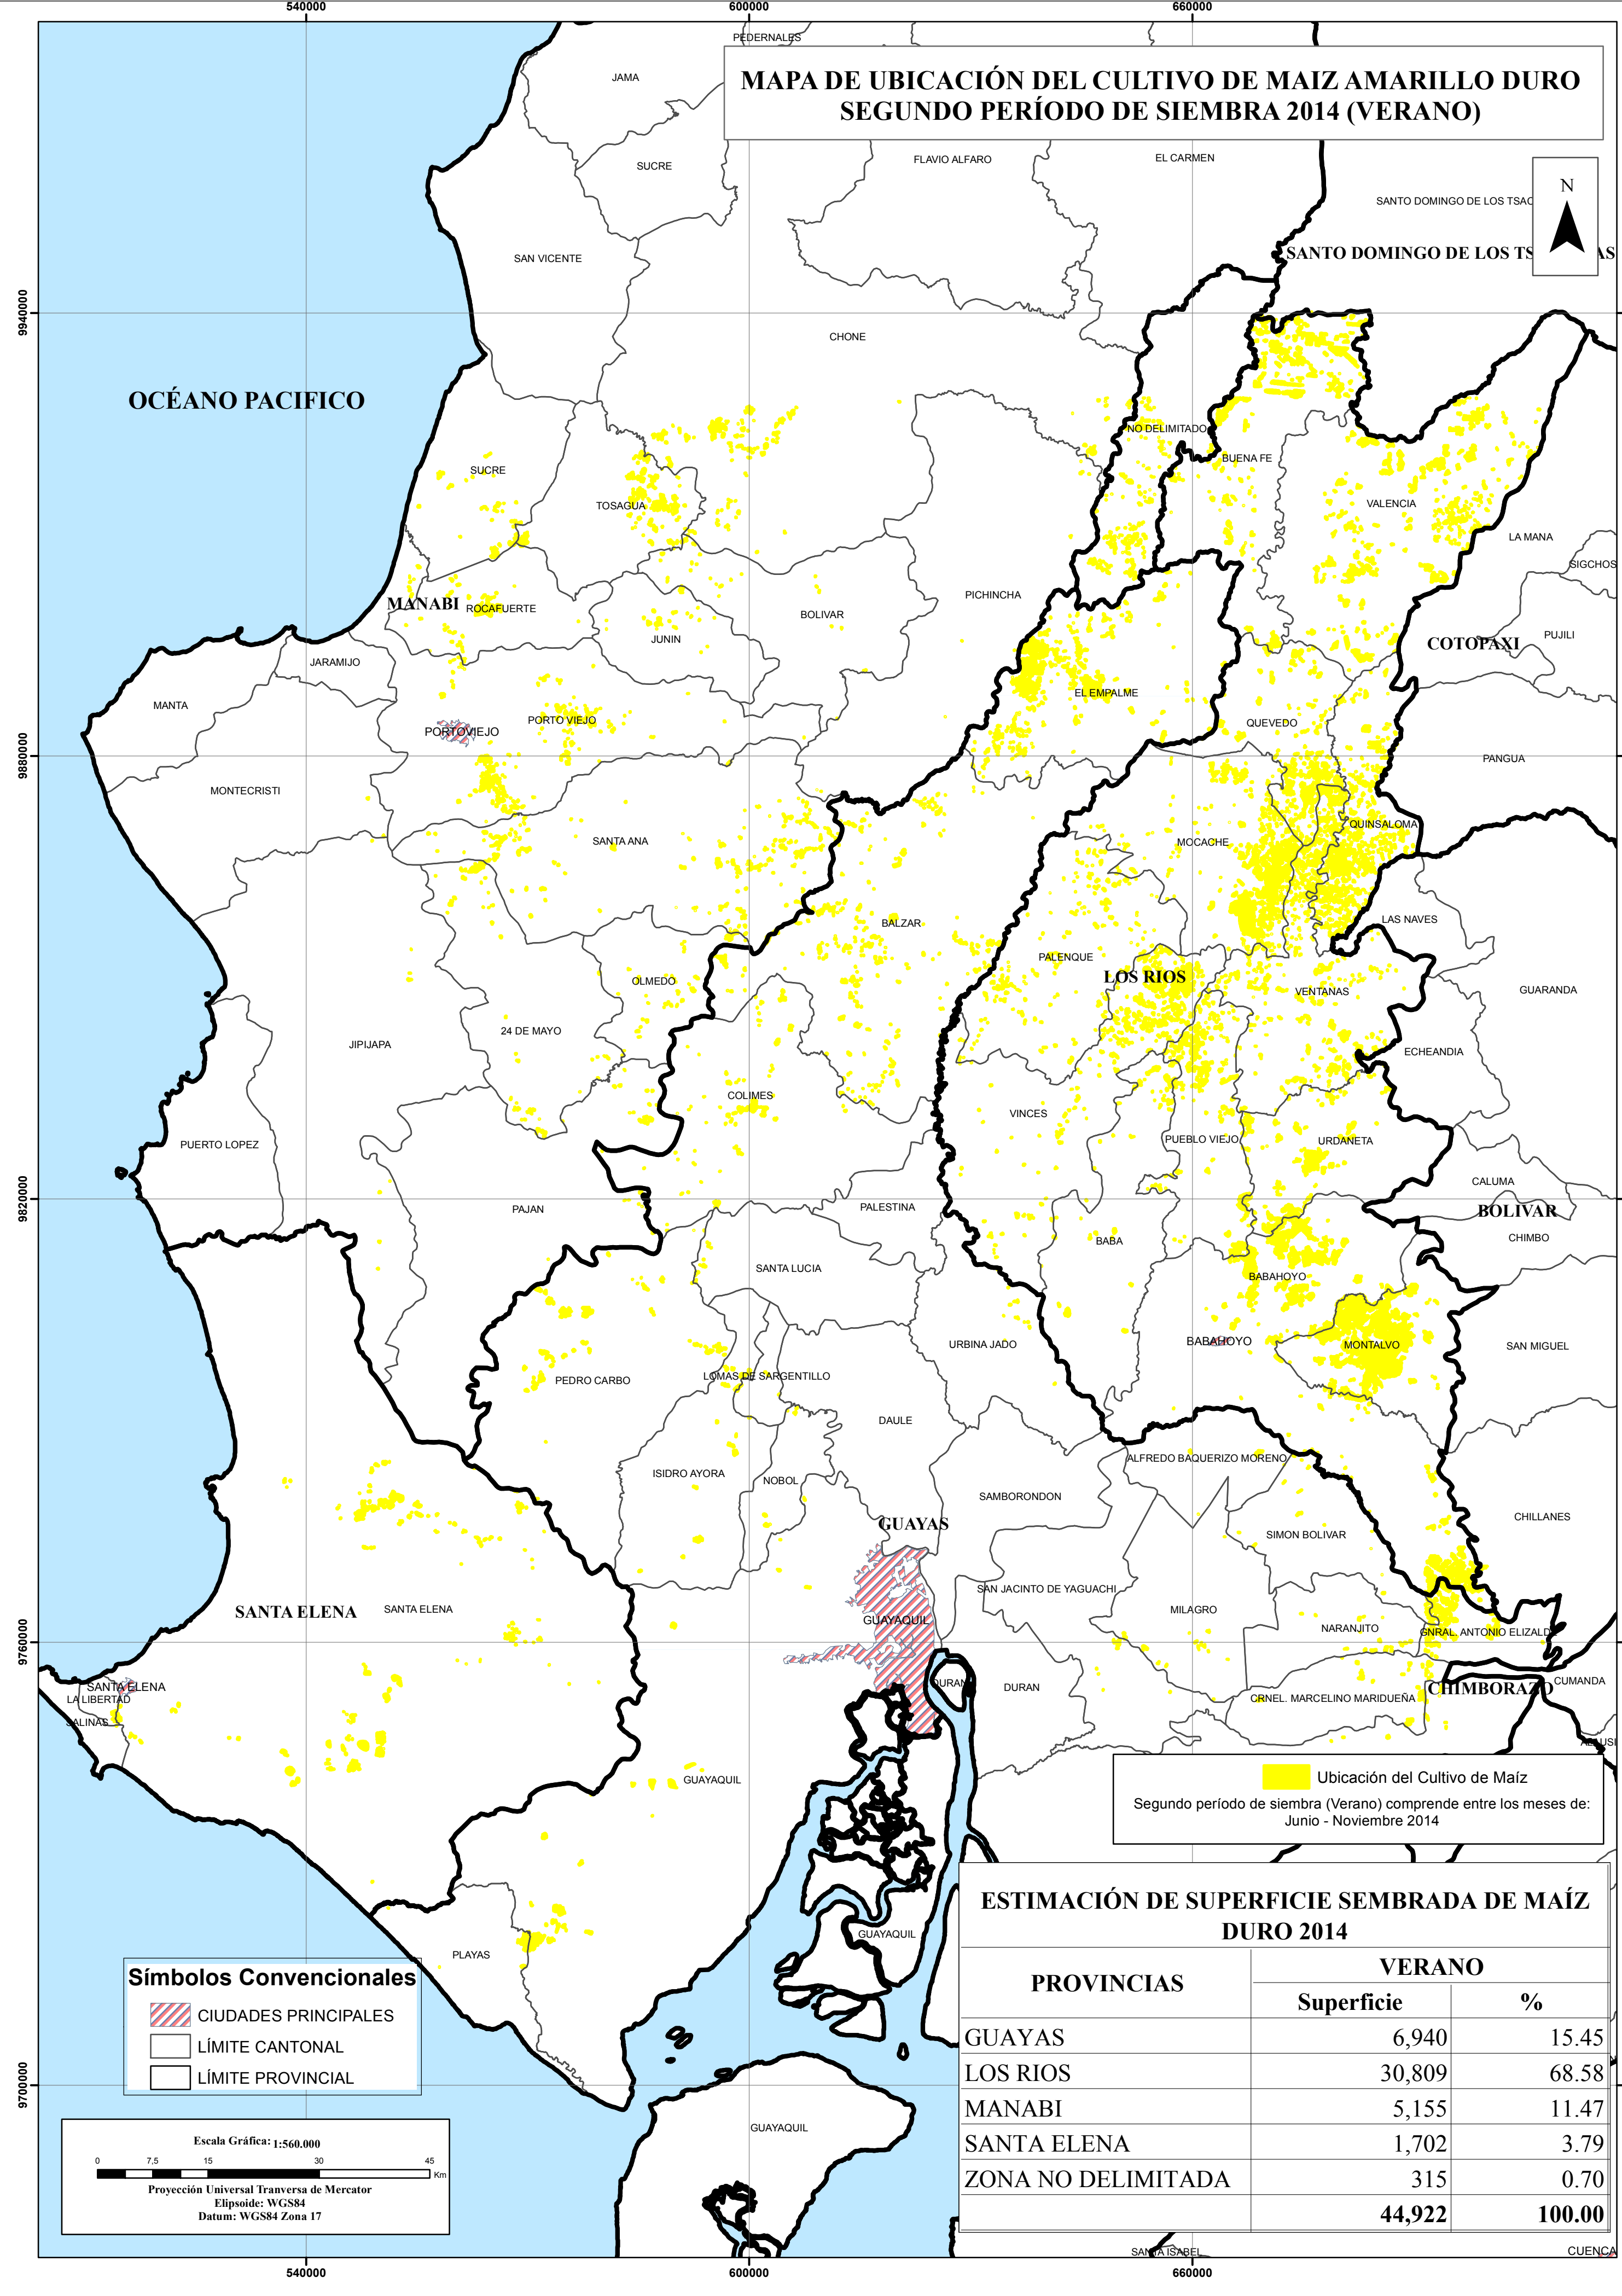 540000
600000
660000
PEDERNALES
MAPA DE UBICACIÓN DEL CULTIVO DE MAIZ AMARILLO DURO
SEGUNDO PERÍODO DE SIEMBRA 2014 (VERANO)
JAMA
SUCRE
FLAVIO ALFARO
EL CARMEN
N
SANTO DOMINGO DE LOS TSAC
SANTO DOMINGO DE LOS TS AS
SAN VICENTE
9940000
CHONE
OCÉANO PACIFICO
NO DELIMITADO
BUENA FE
SUCRE
TOSAGUA
VALENCIA
LA MANA
SIGCHOS
MANABI
ROCAFUERTE
PICHINCHA
BOLIVAR
JUNIN
COTOPAXI
PUJILI
JARAMIJO
EL EMPALME
MANTA
PORTO VIEJO
PORTOVIEJO
QUEVEDO
9880000
PANGUA
MONTECRISTI
QUINSALOMA
SANTA ANA
MOCACHE
LAS NAVES
BALZAR
PALENQUE
LOS RIOS
OLMEDO
VENTANAS
GUARANDA
24 DE MAYO
JIPIJAPA
ECHEANDIA
COLIMES
VINCES
PUERTO LOPEZ
PUEBLO VIEJO
URDANETA
CALUMA
9820000
PAJAN
PALESTINA
BOLIVAR
CHIMBO
BABA
SANTA LUCIA
BABAHOYO
BABAHOYO
URBINA JADO
MONTALVO
SAN MIGUEL
PEDRO CARBO
LOMAS DE SARGENTILLO
DAULE
ALFREDO BAQUERIZO MORENO
ISIDRO AYORA
NOBOL
SAMBORONDON
GUAYAS
CHILLANES
SIMON BOLIVAR
SAN JACINTO DE YAGUACHI
SANTA ELENA
SANTA ELENA
MILAGRO
GUAYAQUIL
NARANJITO
GNRAL. ANTONIO ELIZALDE
9760000
SANTA ELENA
LA LIBERTAD
SALINAS
DURAN
DURAN
CRNEL. MARCELINO MARIDUEÑA
CHIMBORAZO
CUMANDA
ALAUSI
GUAYAQUIL
Ubicación del Cultivo de Maíz
Segundo período de siembra (Verano) comprende entre los meses de:
Junio - Noviembre 2014
GUAYAQUIL
PLAYAS
ESTIMACIÓN DE SUPERFICIE SEMBRADA DE MAÍZ
DURO 2014
PROVINCIAS VERANO
Superficie %
GUAYAS 6,940 15.45
LOS RIOS 30,809 68.58
MANABI 5,155 11.47
SANTA ELENA 1,702 3.79
ZONA NO DELIMITADA 315 0.70
44,922 100.00
Símbolos Convencionales
CIUDADES PRINCIPALES
LÍMITE CANTONAL
LÍMITE PROVINCIAL
9700000
GUAYAQUIL
Escala Gráfica: 1:560.000
0 7,5 15 30 45
Km
Proyección Universal Tranversa de Mercator
Elipsoide: WGS84
Datum: WGS84 Zona 17
SANTA ISABEL
CUENCA
540000
600000
660000